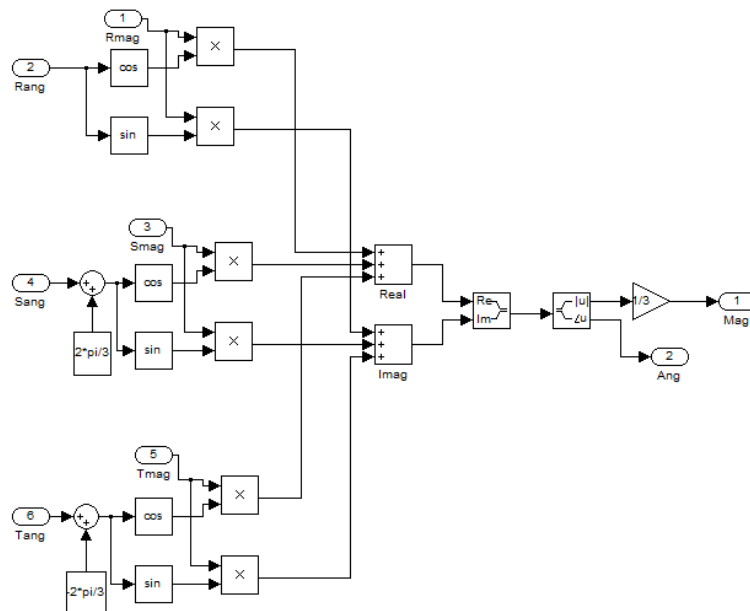 1
Rmag
×
2
Rang
cos
sin
×
3
Smag
×
4
Sang
+
+
cos
2*pi/3
sin
×
5
Tmag
×
6
Tang
+
+
cos
-2*pi/3
sin
×
+
+
+
Real
+
+
+
Imag
Re
Im
|u|
∠u
1/3
1
Mag
2
Ang